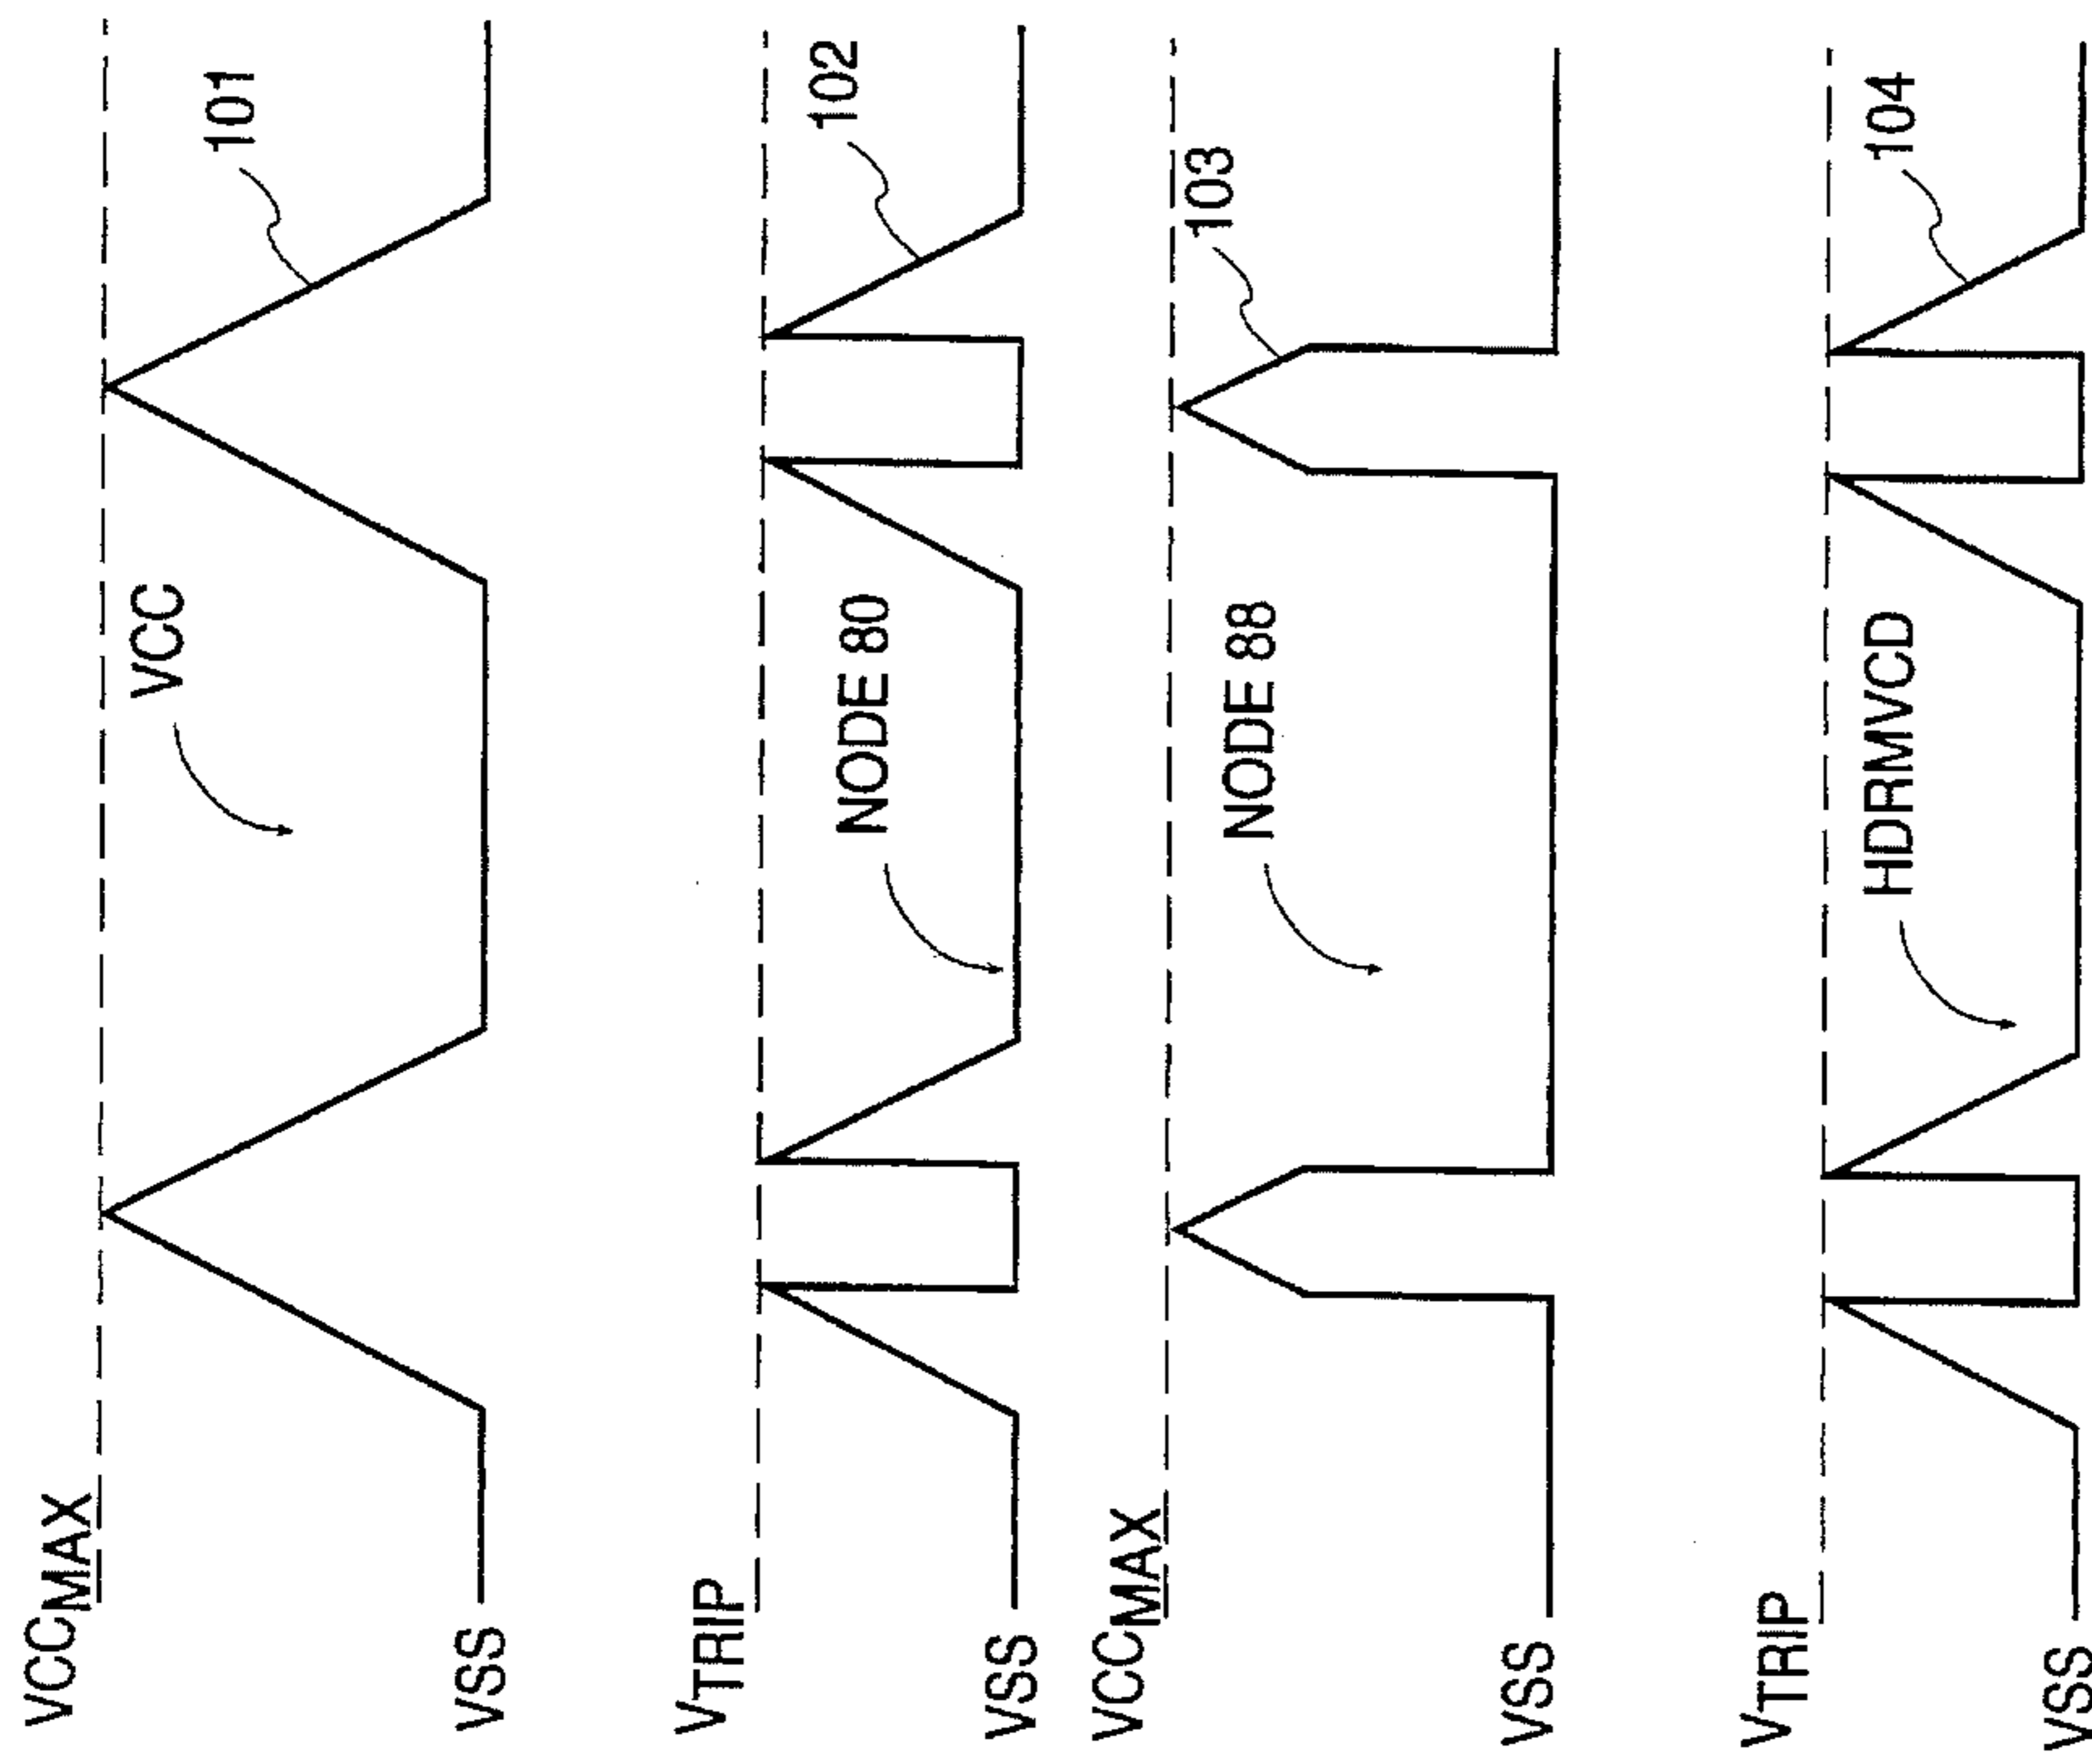 VCCMAX
VCC
101
VSS
VTRIP
NODE 80
102
VSS
VCCMAX
NODE 88
103
VSS
VTRIP
HDRMVCD
104
VSS